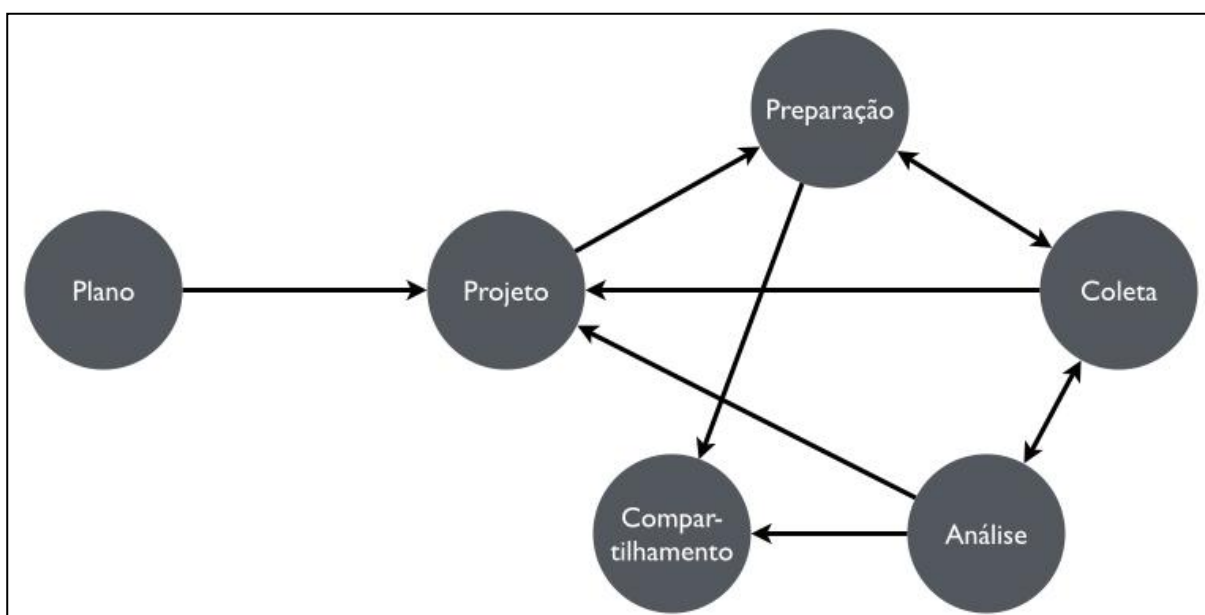 Preparação
Plano
Projeto
Coleta
Compar-
tilhamento
Análise